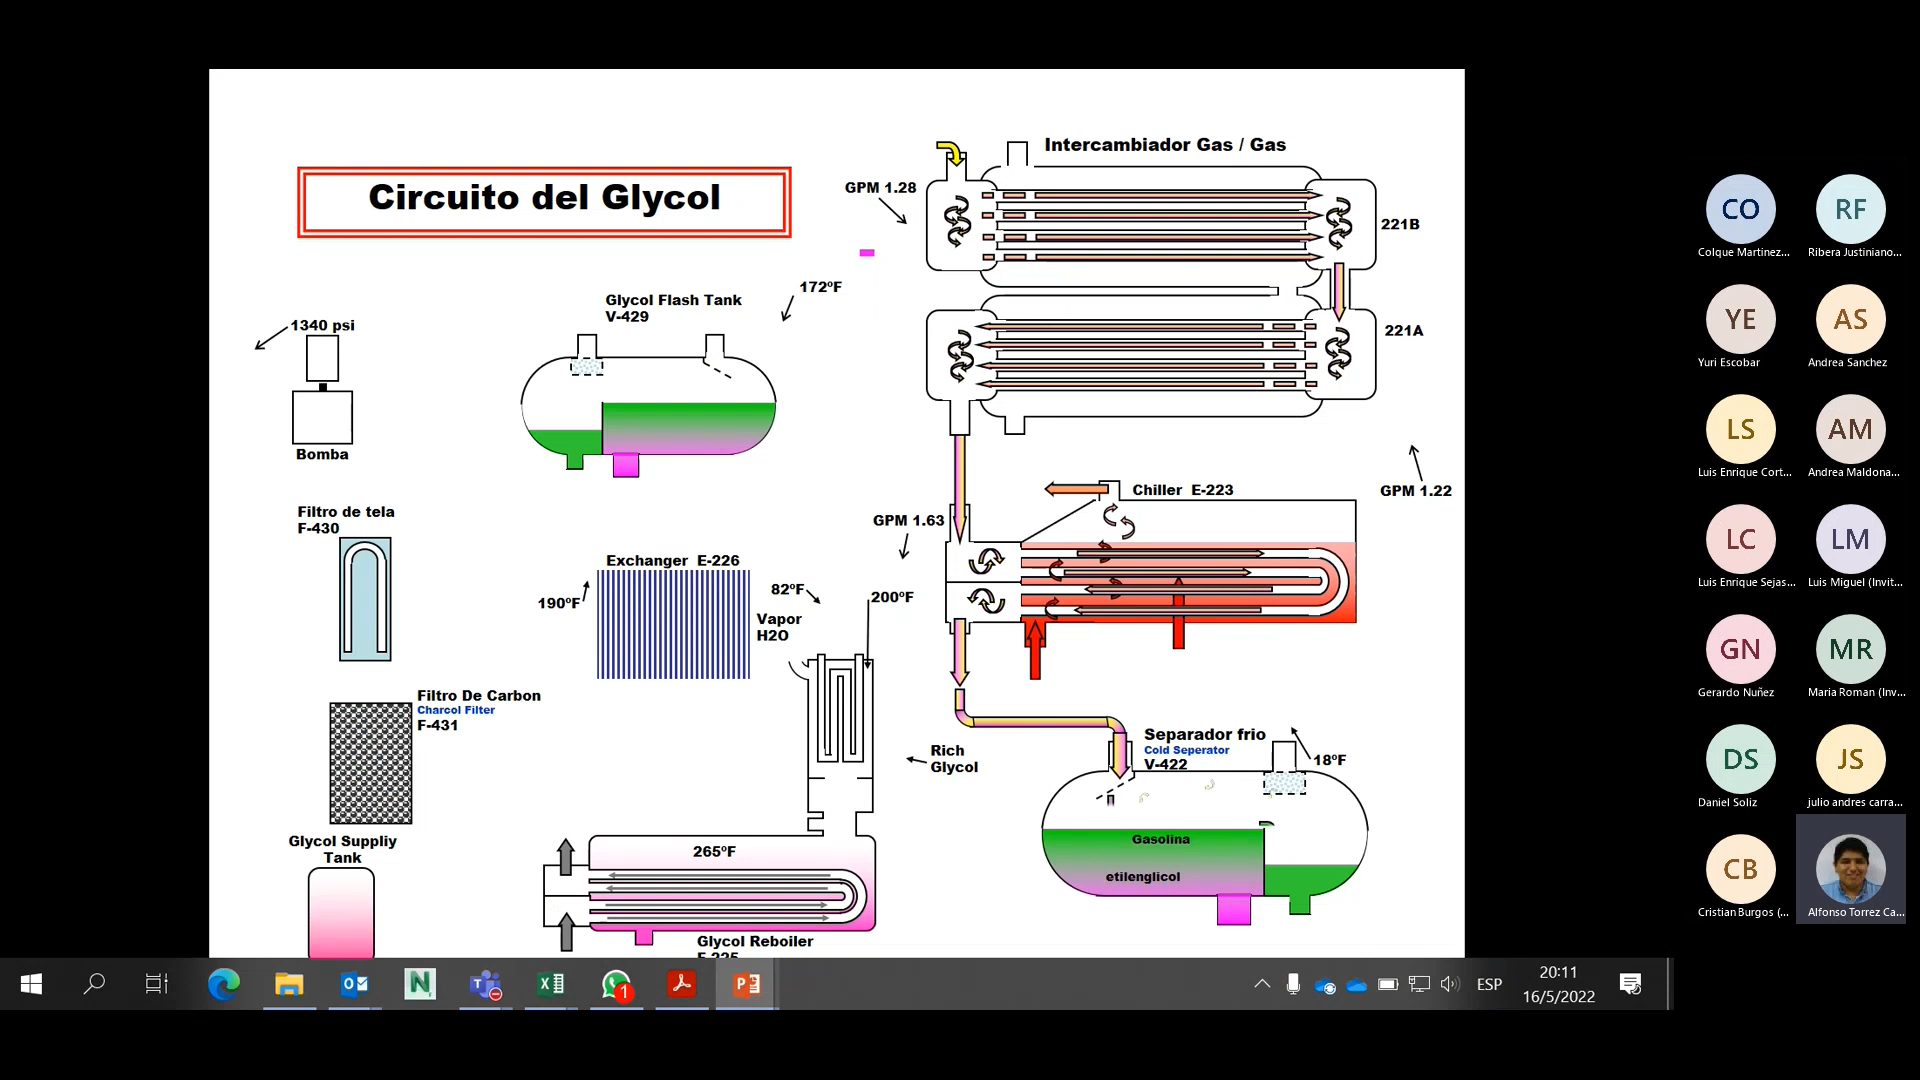 Circuito del Glycol
Intercambiador Gas / Gas
GPM 1.28
221B
172ºF
Glycol Flash Tank
V-429
1340 psi
221A
Bomba
GPM 1.22
Chiller E-223
Filtro de tela
F-430
GPM 1.63
Exchanger E-226
190ºF
82ºF
200ºF
Vapor
H2O
Filtro De Carbon
Charcol Filter
F-431
Rich
Glycol
Separador frio
Cold Seperator
V-422
18ºF
Glycol Suppliy
Tank
265ºF
Gasolina
etilenglicol
Glycol Reboiler
CO
Colque Martinez...
RF
Ribera Justiniano...
YE
Yuri Escobar
AS
Andrea Sanchez
LS
Luis Enrique Cort...
AM
Andrea Maldona...
LC
Luis Enrique Sejas...
LM
Luis Miguel (Invit...
GN
Gerardo Nuñez
MR
Maria Roman (Inv...
DS
Daniel Soliz
JS
julio andres carra...
CB
Cristian Burgos (...
Alfonso Torrez Ca...
N
1
ESP
20:11
16/5/2022